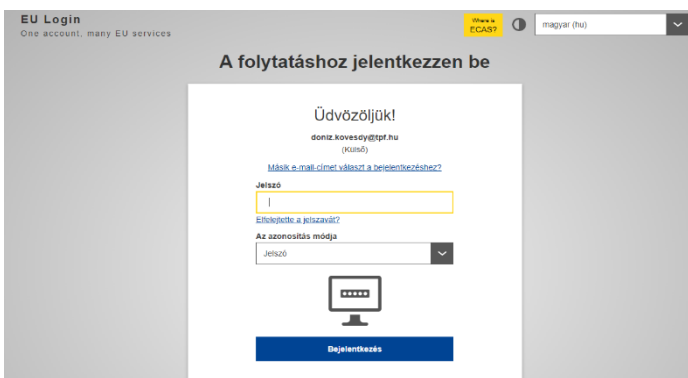 EU Login
One account, many EU services
Where is
ECAS?
magyar (hu)
A folytatáshoz jelentkezzen be
Üdvözöljük!
doniz.kovesdy@tpf.hu
(Külső)
Másik e-mail-címet választ a bejelentkezéshez?
Jelszó
Elfelejtette a jelszavát?
Az azonosítás módja
Jelszó
Bejelentkezés